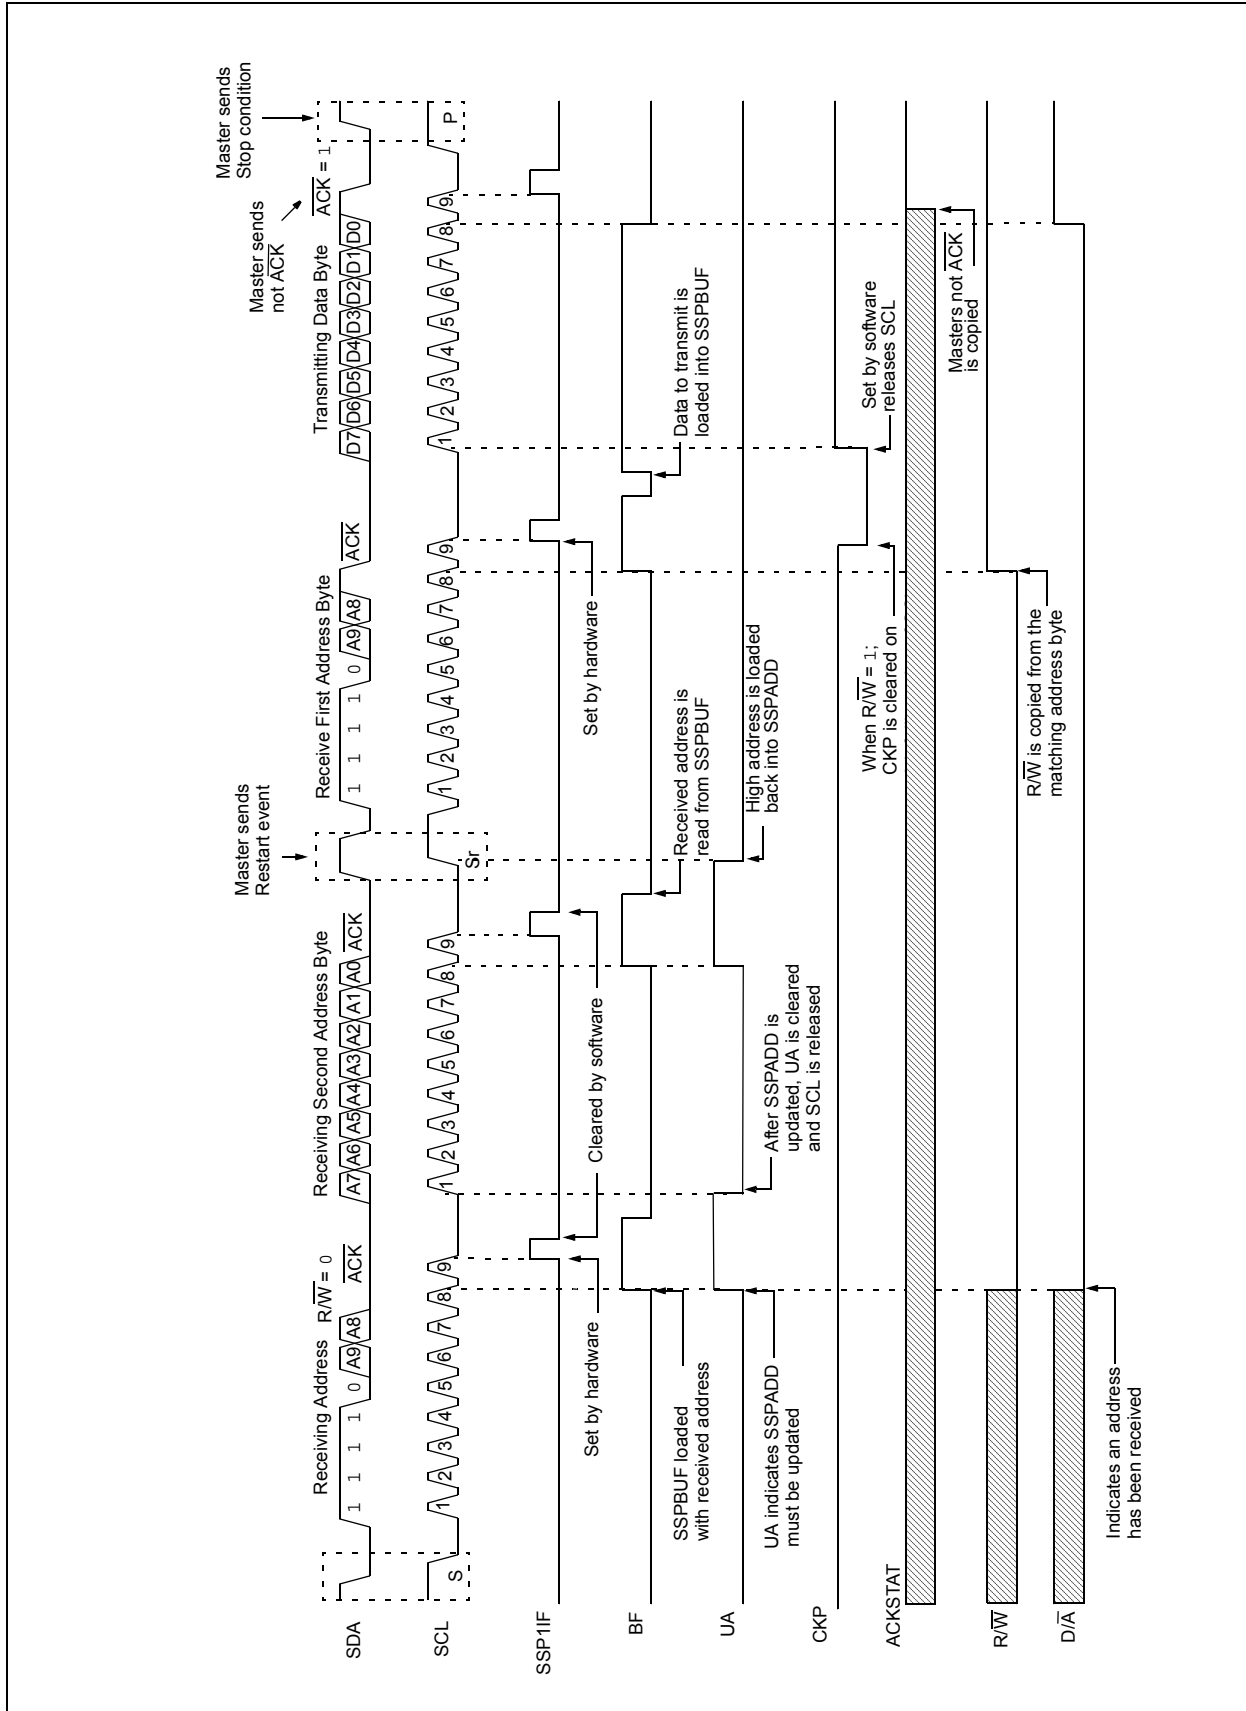 Master sends
Stop condition
Master sends
not A̅C̅K̅
Master sends
Restart event
Receiving Address R/W̅ = 0
Receiving Second Address Byte
Receive First Address Byte
Transmitting Data Byte
A̅C̅K̅ = 1
SDA
1 1 1 1 0 A9 A8 A̅C̅K̅
A7 A6 A5 A4 A3 A2 A1 A0 A̅C̅K̅
1 1 1 1 0 A9 A8 A̅C̅K̅
D7 D6 D5 D4 D3 D2 D1 D0
SCL
S
1 2 3 4 5 6 7 8 9
1 2 3 4 5 6 7 8 9
Sr
1 2 3 4 5 6 7 8 9
1 2 3 4 5 6 7 8 9
P
SSP1IF
Set by hardware
Cleared by software
Set by hardware
BF
SSPBUF loaded
with received address
Received address is
read from SSPBUF
Data to transmit is
loaded into SSPBUF
UA
UA indicates SSPADD
must be updated
After SSPADD is
updated, UA is cleared
and SCL is released
High address is loaded
back into SSPADD
CKP
When R/W̅ = 1;
CKP is cleared on
Set by software
releases SCL
ACKSTAT
Masters not A̅C̅K̅
is copied
R/W̅
R/W̅ is copied from the
matching address byte
D/A̅
Indicates an address
has been received